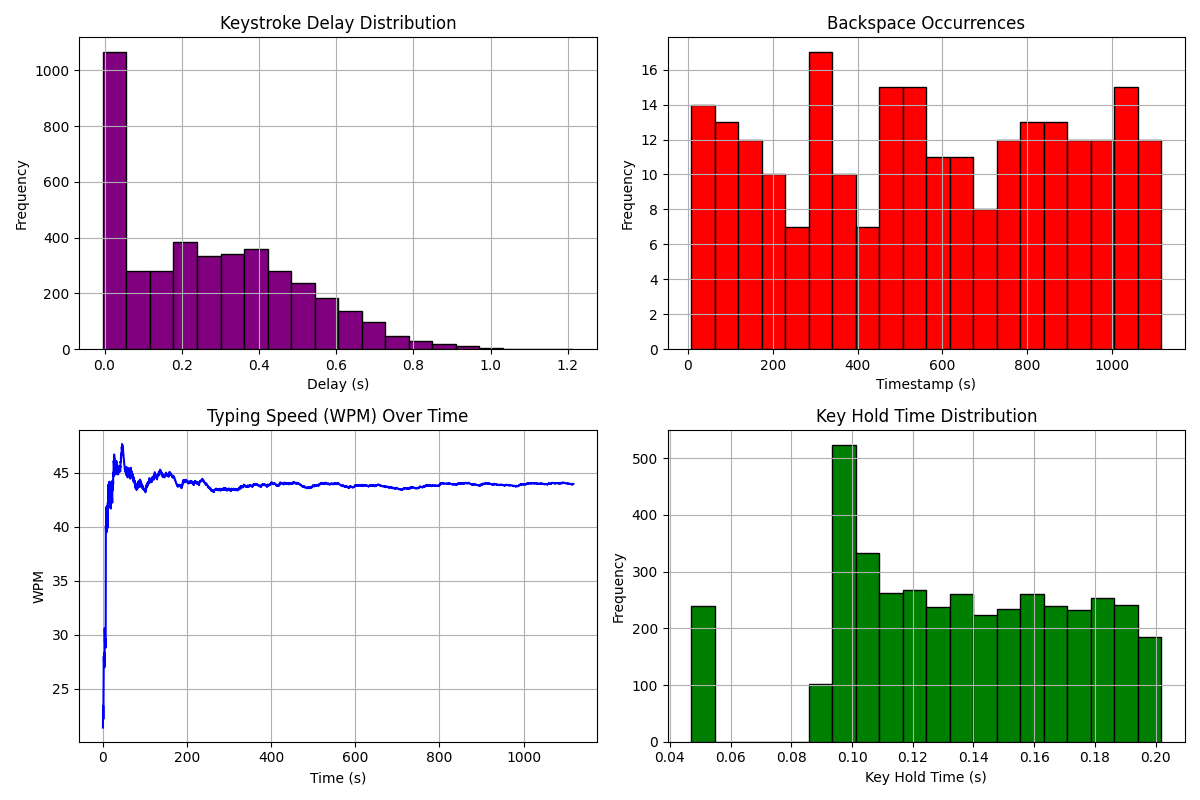 Keystroke Delay Distribution
1000
800
600
400
200
0
Frequency
0.0 0.2 0.4 0.6 0.8 1.0 1.2
Delay (s)
Backspace Occurrences
16
14
12
10
8
6
4
2
0
Frequency
0 200 400 600 800 1000
Timestamp (s)
Typing Speed (WPM) Over Time
45
40
35
30
25
WPM
0 200 400 600 800 1000
Time (s)
Key Hold Time Distribution
500
400
300
200
100
0
Frequency
0.04 0.06 0.08 0.10 0.12 0.14 0.16 0.18 0.20
Key Hold Time (s)